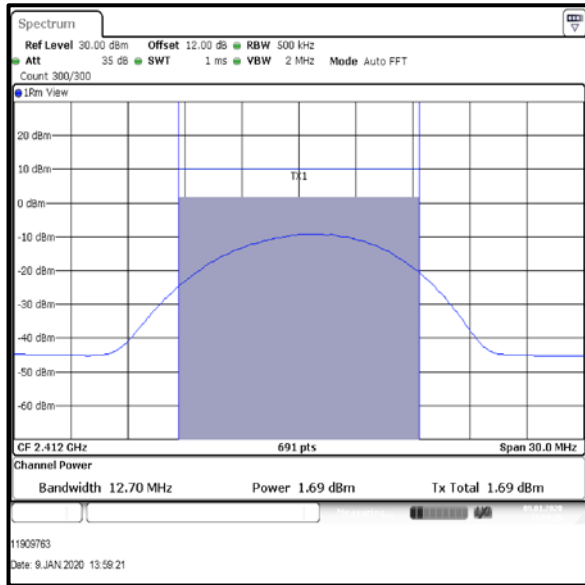 Spectrum
Ref Level 30.00 dBm Offset 12.00 dB RBW 500 kHz
Att 35 dB SWT 1 ms VBW 2 MHz Mode Auto FFT
Count 300/300
1Rm View
20 dBm
10 dBm
TX1
0 dBm
-10 dBm
-20 dBm
-30 dBm
-40 dBm
-50 dBm
-60 dBm
CF 2.412 GHz 691 pts Span 30.0 MHz
Channel Power
Bandwidth 12.70 MHz Power 1.69 dBm Tx Total 1.69 dBm
11909763
Date: 9.JAN.2020 13:59:21